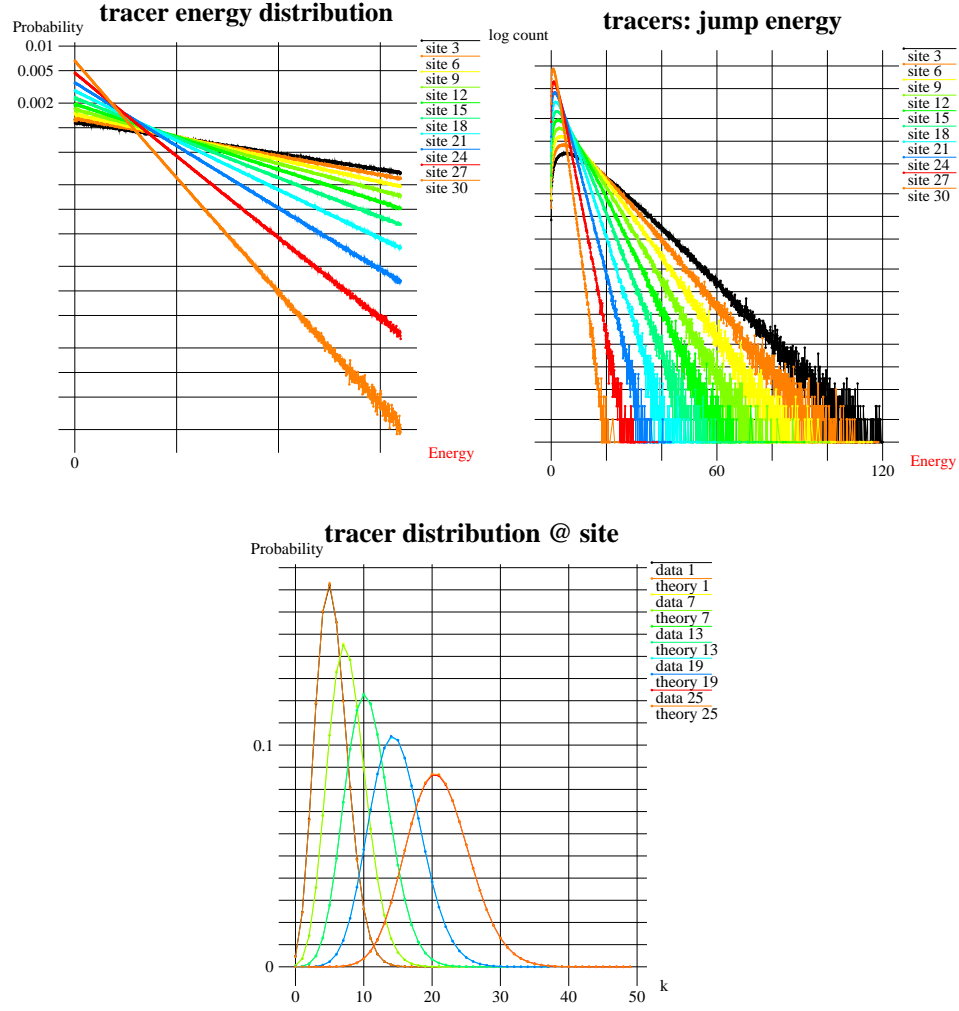 tracer energy distribution
Probability
0.01
0.005
0.002
site 3
site 6
site 9
site 12
site 15
site 18
site 21
site 24
site 27
site 30
0
Energy
tracers: jump energy
log count
site 3
site 6
site 9
site 12
site 15
site 18
site 21
site 24
site 27
site 30
0
60
120
Energy
tracer distribution @ site
Probability
data 1
theory 1
data 7
theory 7
data 13
theory 13
data 19
theory 19
data 25
theory 25
0.1
0
0
10
20
30
40
50
k